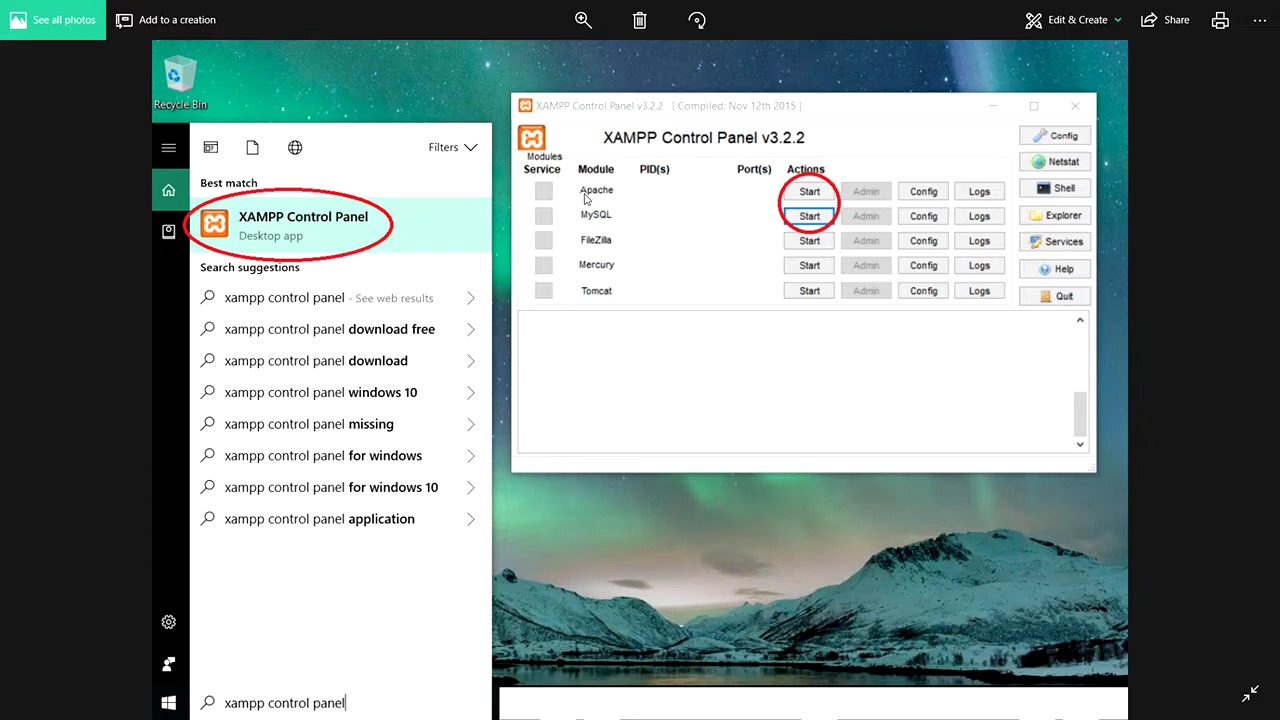 See all photos
Add to a creation
Edit & Create
Share
Recycle Bin
Filters
Best match
XAMPP Control Panel
Desktop app
Search suggestions
xampp control panel - See web results
xampp control panel download free
xampp control panel download
xampp control panel windows 10
xampp control panel missing
xampp control panel for windows
xampp control panel for windows 10
xampp control panel application
xampp control panel
XAMPP Control Panel v3.2.2 [ Compiled: Nov 12th 2015 ]
XAMPP Control Panel v3.2.2
Modules
Service Module PID(s) Port(s) Actions
Apache Start Admin Config Logs
MySQL Start Admin Config Logs
FileZilla Start Admin Config Logs
Mercury Start Admin Config Logs
Tomcat Start Admin Config Logs
Config
Netstat
Shell
Explorer
Services
Help
Quit